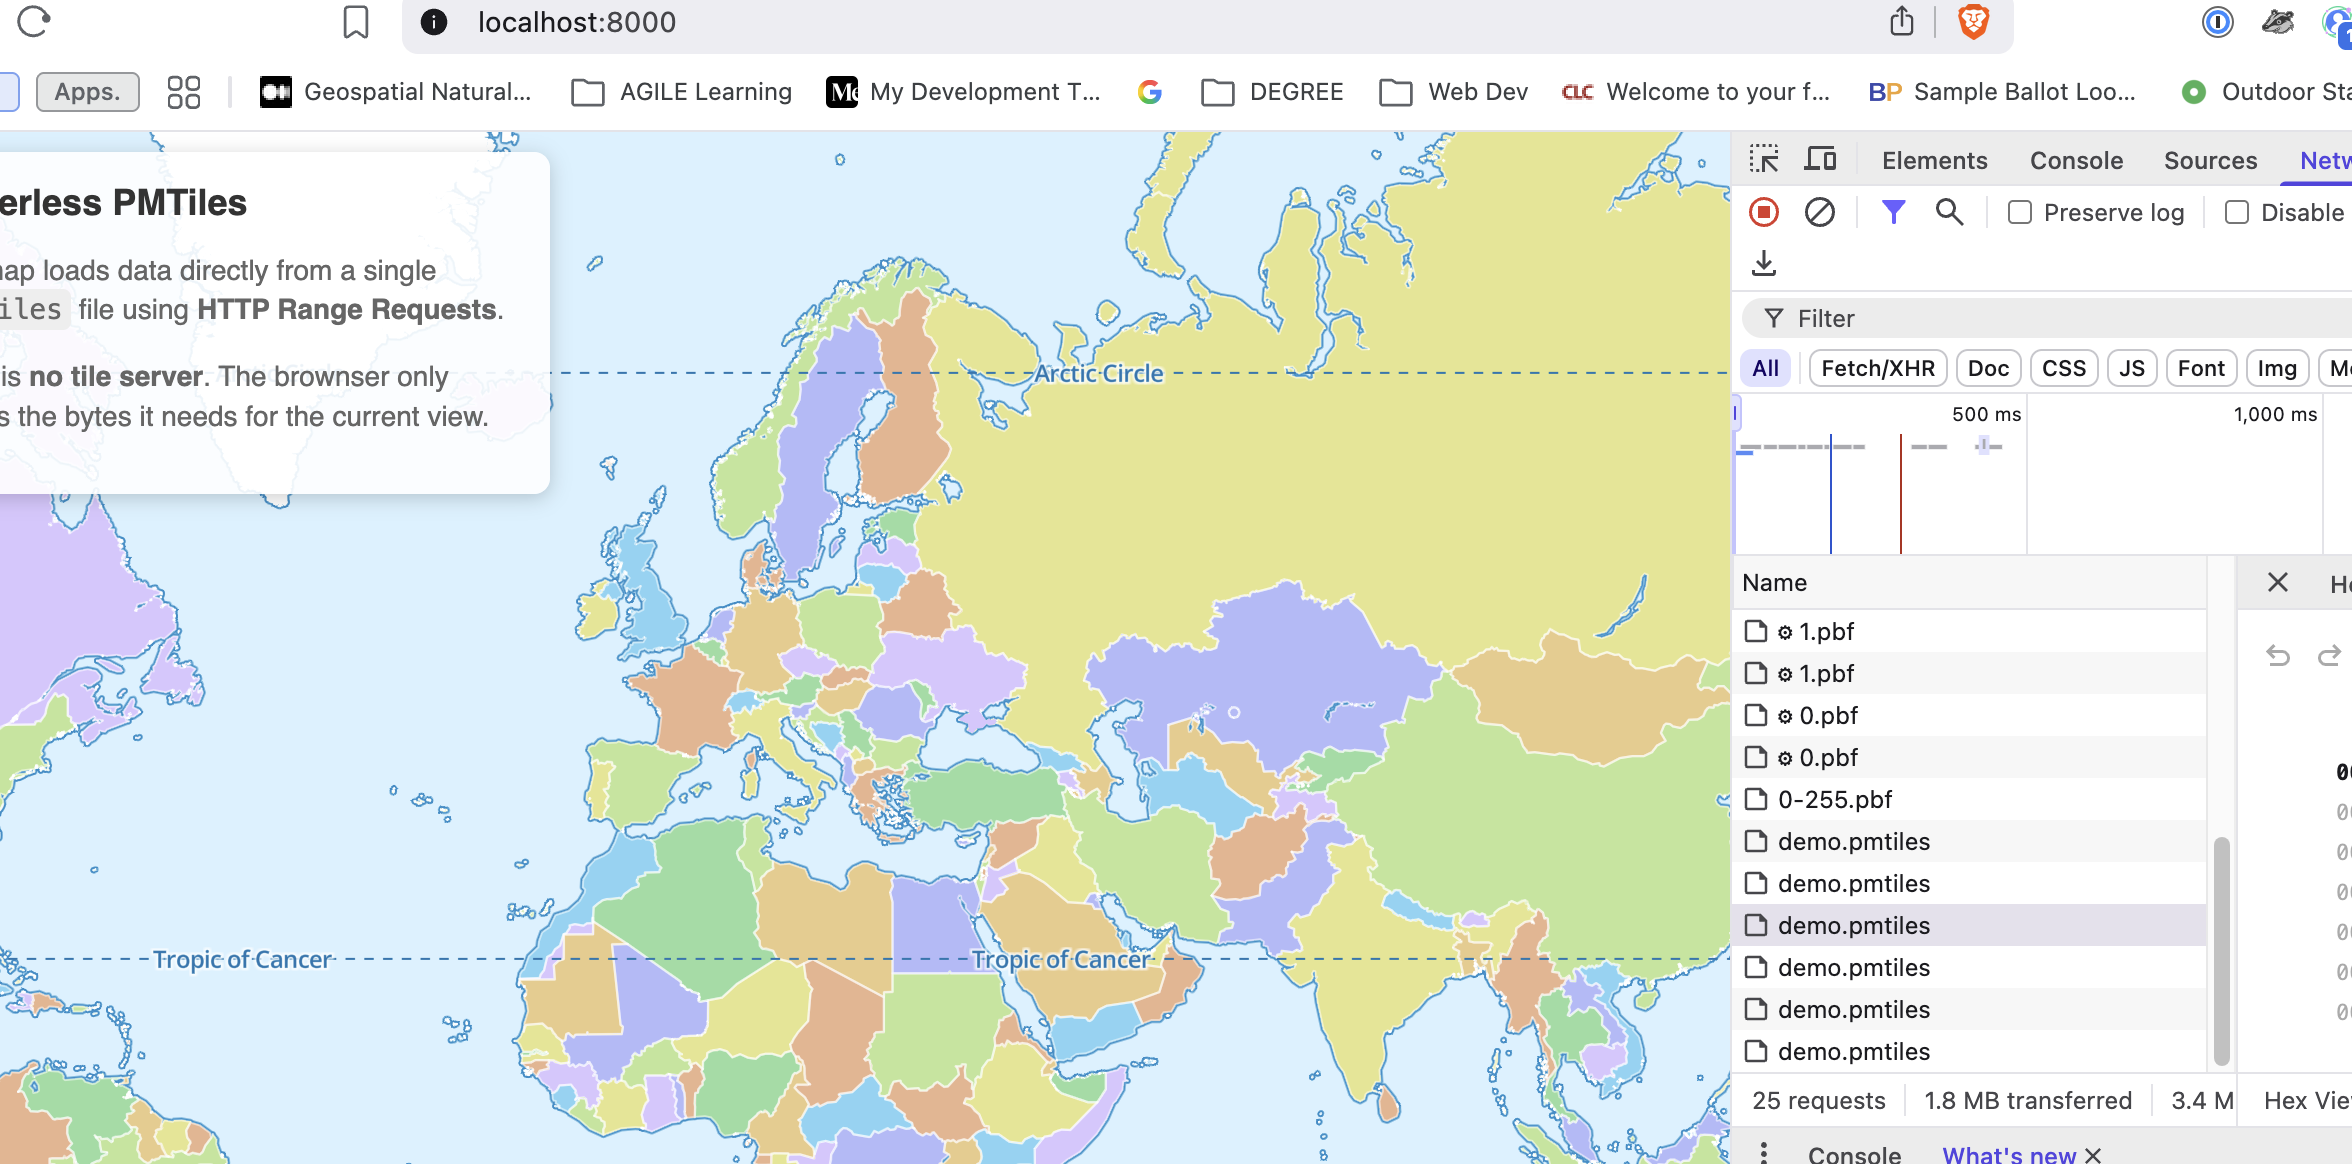 localhost:8000
Apps.
Geospatial Natural...
AGILE Learning
My Development T...
DEGREE
Web Dev
CLC Welcome to your f...
BP Sample Ballot Loo...
Outdoor Sta
erless PMTiles
ap loads data directly from a single
iles file using HTTP Range Requests.
is no tile server. The brownser only
s the bytes it needs for the current view.
Arctic Circle
Tropic of Cancer
Tropic of Cancer
Elements Console Sources Netw
Preserve log Disable
Filter
All Fetch/XHR Doc CSS JS Font Img Me
500 ms 1,000 ms
Name
He
1.pbf
1.pbf
0.pbf
0.pbf
0-255.pbf
demo.pmtiles
demo.pmtiles
demo.pmtiles
demo.pmtiles
demo.pmtiles
demo.pmtiles
25 requests 1.8 MB transferred 3.4 M
Hex Vie
Console What's new